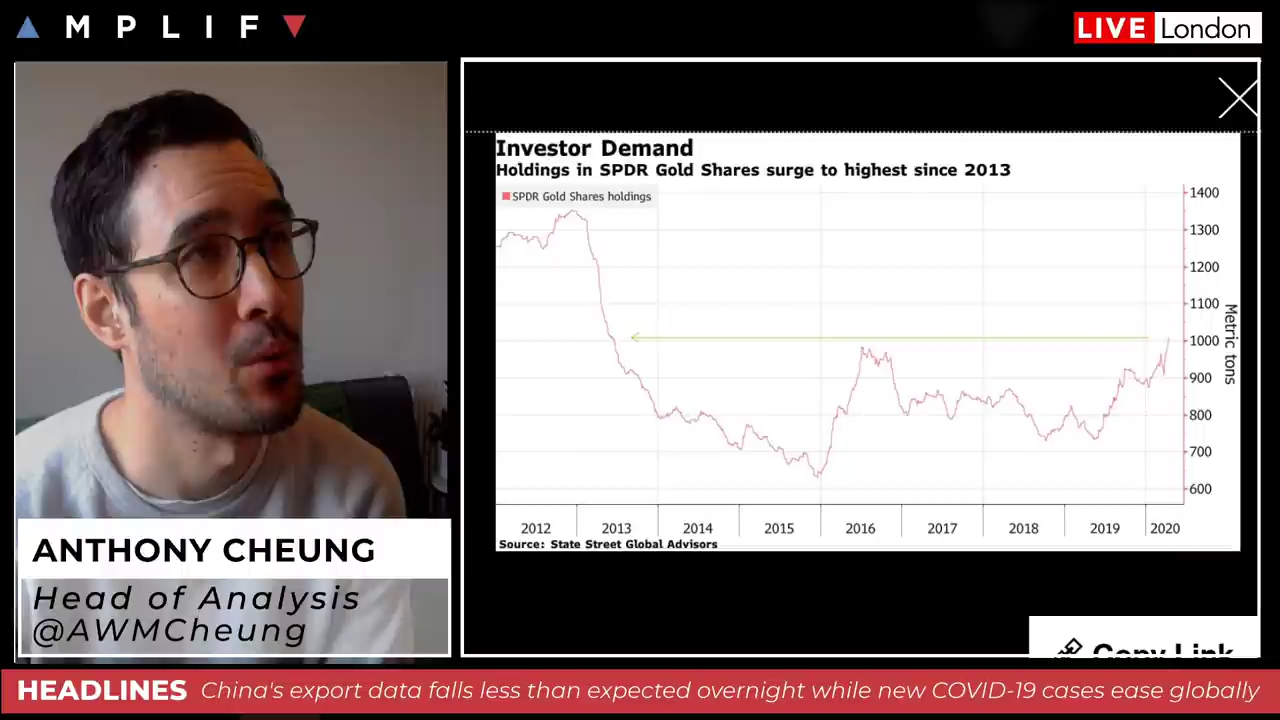 MPLIF
LIVE London
Investor Demand
Holdings in SPDR Gold Shares surge to highest since 2013
SPDR Gold Shares holdings
1400
1300
1200
1100
1000
900
800
700
600
Metric tons
2012 2013 2014 2015 2016 2017 2018 2019 2020
Source: State Street Global Advisors
Copy Link
ANTHONY CHEUNG
Head of Analysis
@AWMCheung
HEADLINES China's export data falls less than expected overnight while new COVID-19 cases ease globally